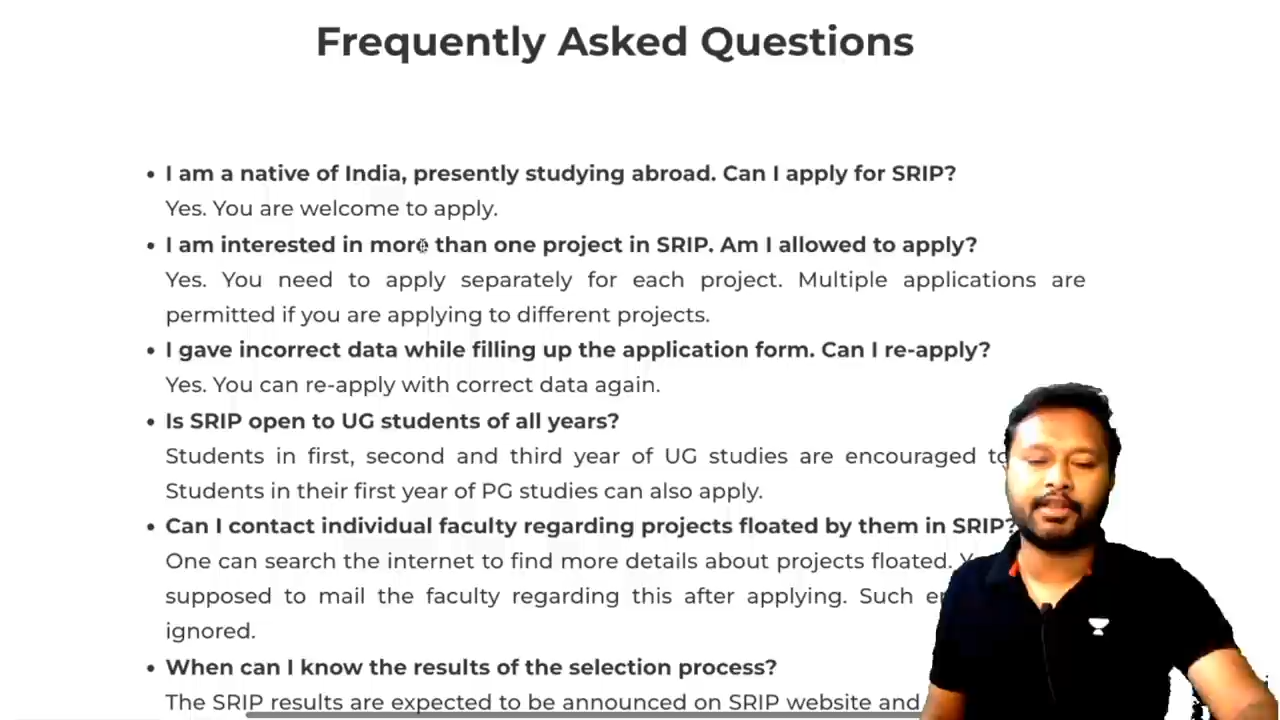 Frequently Asked Questions
• I am a native of India, presently studying abroad. Can I apply for SRIP?
Yes. You are welcome to apply.
• I am interested in more than one project in SRIP. Am I allowed to apply?
Yes. You need to apply separately for each project. Multiple applications are
permitted if you are applying to different projects.
• I gave incorrect data while filling up the application form. Can I re-apply?
Yes. You can re-apply with correct data again.
• Is SRIP open to UG students of all years?
Students in first, second and third year of UG studies are encouraged
Students in their first year of PG studies can also apply.
• Can I contact individual faculty regarding projects floated by them in SRIP?
One can search the internet to find more details about projects floated.
supposed to mail the faculty regarding this after applying. Such
ignored.
• When can I know the results of the selection process?
The SRIP results are expected to be announced on SRIP website and